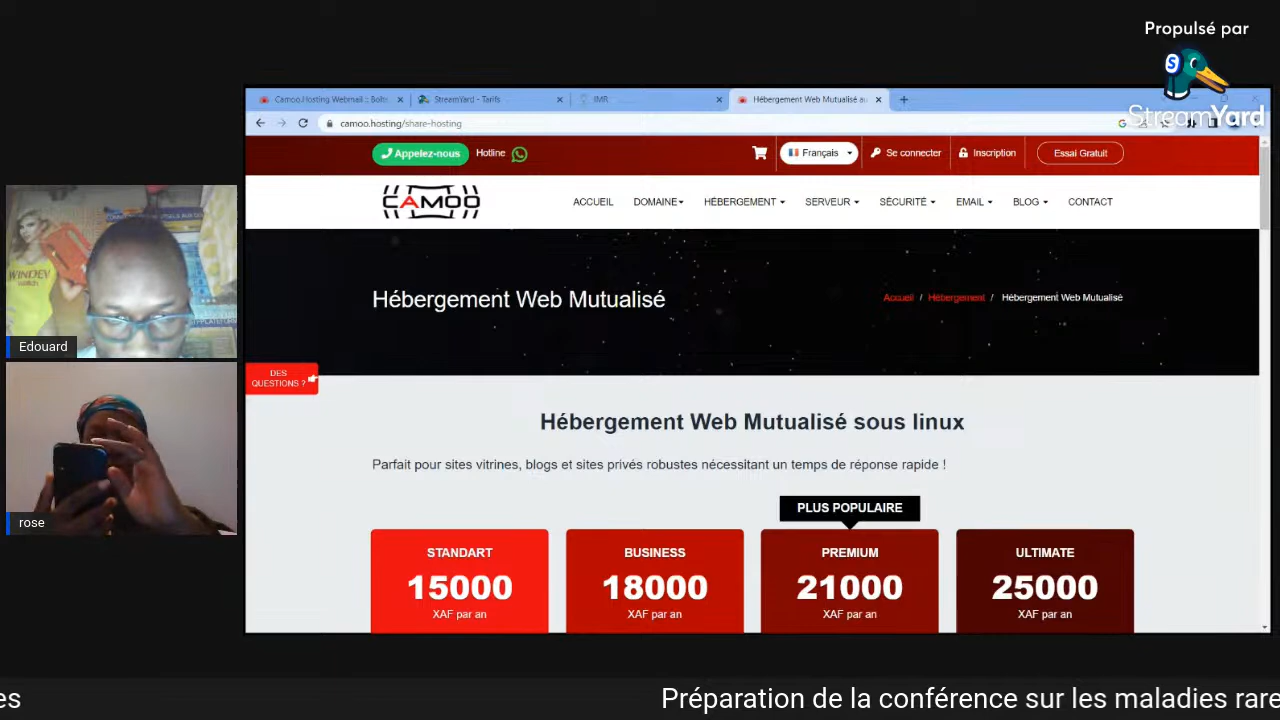 Propulsé par
StreamYard
Camoo.Hosting Webmail :: Boîte
StreamYard - Tarifs
IMR
Hébergement Web Mutualisé su
camoo.hosting/share-hosting
Appelez-nous
Hotline
Français
Se connecter
Inscription
Essai Gratuit
CAMOO
ACCUEIL
DOMAINE
HÉBERGEMENT
SERVEUR
SÉCURITÉ
EMAIL
BLOG
CONTACT
Hébergement Web Mutualisé
Accueil / Hébergement / Hébergement Web Mutualisé
WINDEV
Edouard
rose
DES
QUESTIONS ?
Hébergement Web Mutualisé sous linux
Parfait pour sites vitrines, blogs et sites privés robustes nécessitant un temps de réponse rapide !
PLUS POPULAIRE
STANDART
15000
XAF par an
BUSINESS
18000
XAF par an
PREMIUM
21000
XAF par an
ULTIMATE
25000
XAF par an
es
Préparation de la conférence sur les maladies rare